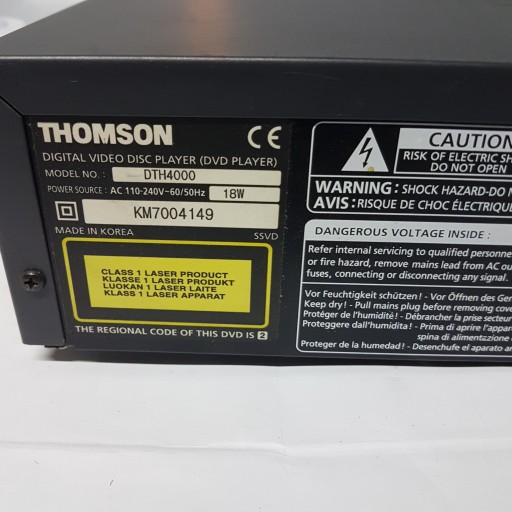 THOMSON
CE
DIGITAL VIDEO DISC PLAYER (DVD PLAYER)
MODEL NO. : DTH4000
POWER SOURCE : AC 110-240V~60/50Hz 18W
KM7004149
MADE IN KOREA SSVD
CLASS 1 LASER PRODUCT
KLASSE 1 LASER PRODUKT
LUOKAN 1 LASER LAITE
KLASS 1 LASER APPARAT
THE REGIONAL CODE OF THIS DVD IS 2
CAUTION
RISK OF ELECTRIC SH
DO NOT OPEN
WARNING : SHOCK HAZARD-DO N
AVIS : RISQUE DE CHOC ÉLECTRIQUE
DANGEROUS VOLTAGE INSIDE :
Refer internal servicing to qualified personne
or fire hazard, remove mains lead from AC ou
fuses, connecting or disconnecting any signal.
Vor Feuchtigkeit schützen! - Vor Öffnen des Ger
Keep dry! - Pull mains plug before removing cove
Protéger de l'humidité! - Débrancher la prise secteur
Proteggere dall'humidita! - Prima di aprire l'appar
spina di alimentazione d
Proteger de la humedad! - Desenchufe el aparato an